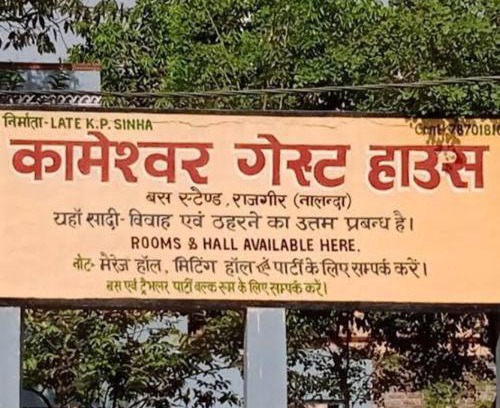 निर्माता-LATE K.P. SINHA
कामेश्वर गेस्ट हाउस
बस स्टैण्ड, राजगीर (नालन्दा)
यहाँ सादी-विवाह एवं ठहरने का उत्तम प्रबन्ध है।
ROOMS & HALL AVAILABLE HERE.
नोट- मेरेज हॉल, मिटिंग हॉल एवं पार्टी के लिए सम्पर्क करें।
बस एवं ट्रैभलर पार्टी बल्क रूम के लिए सम्पर्क करें।